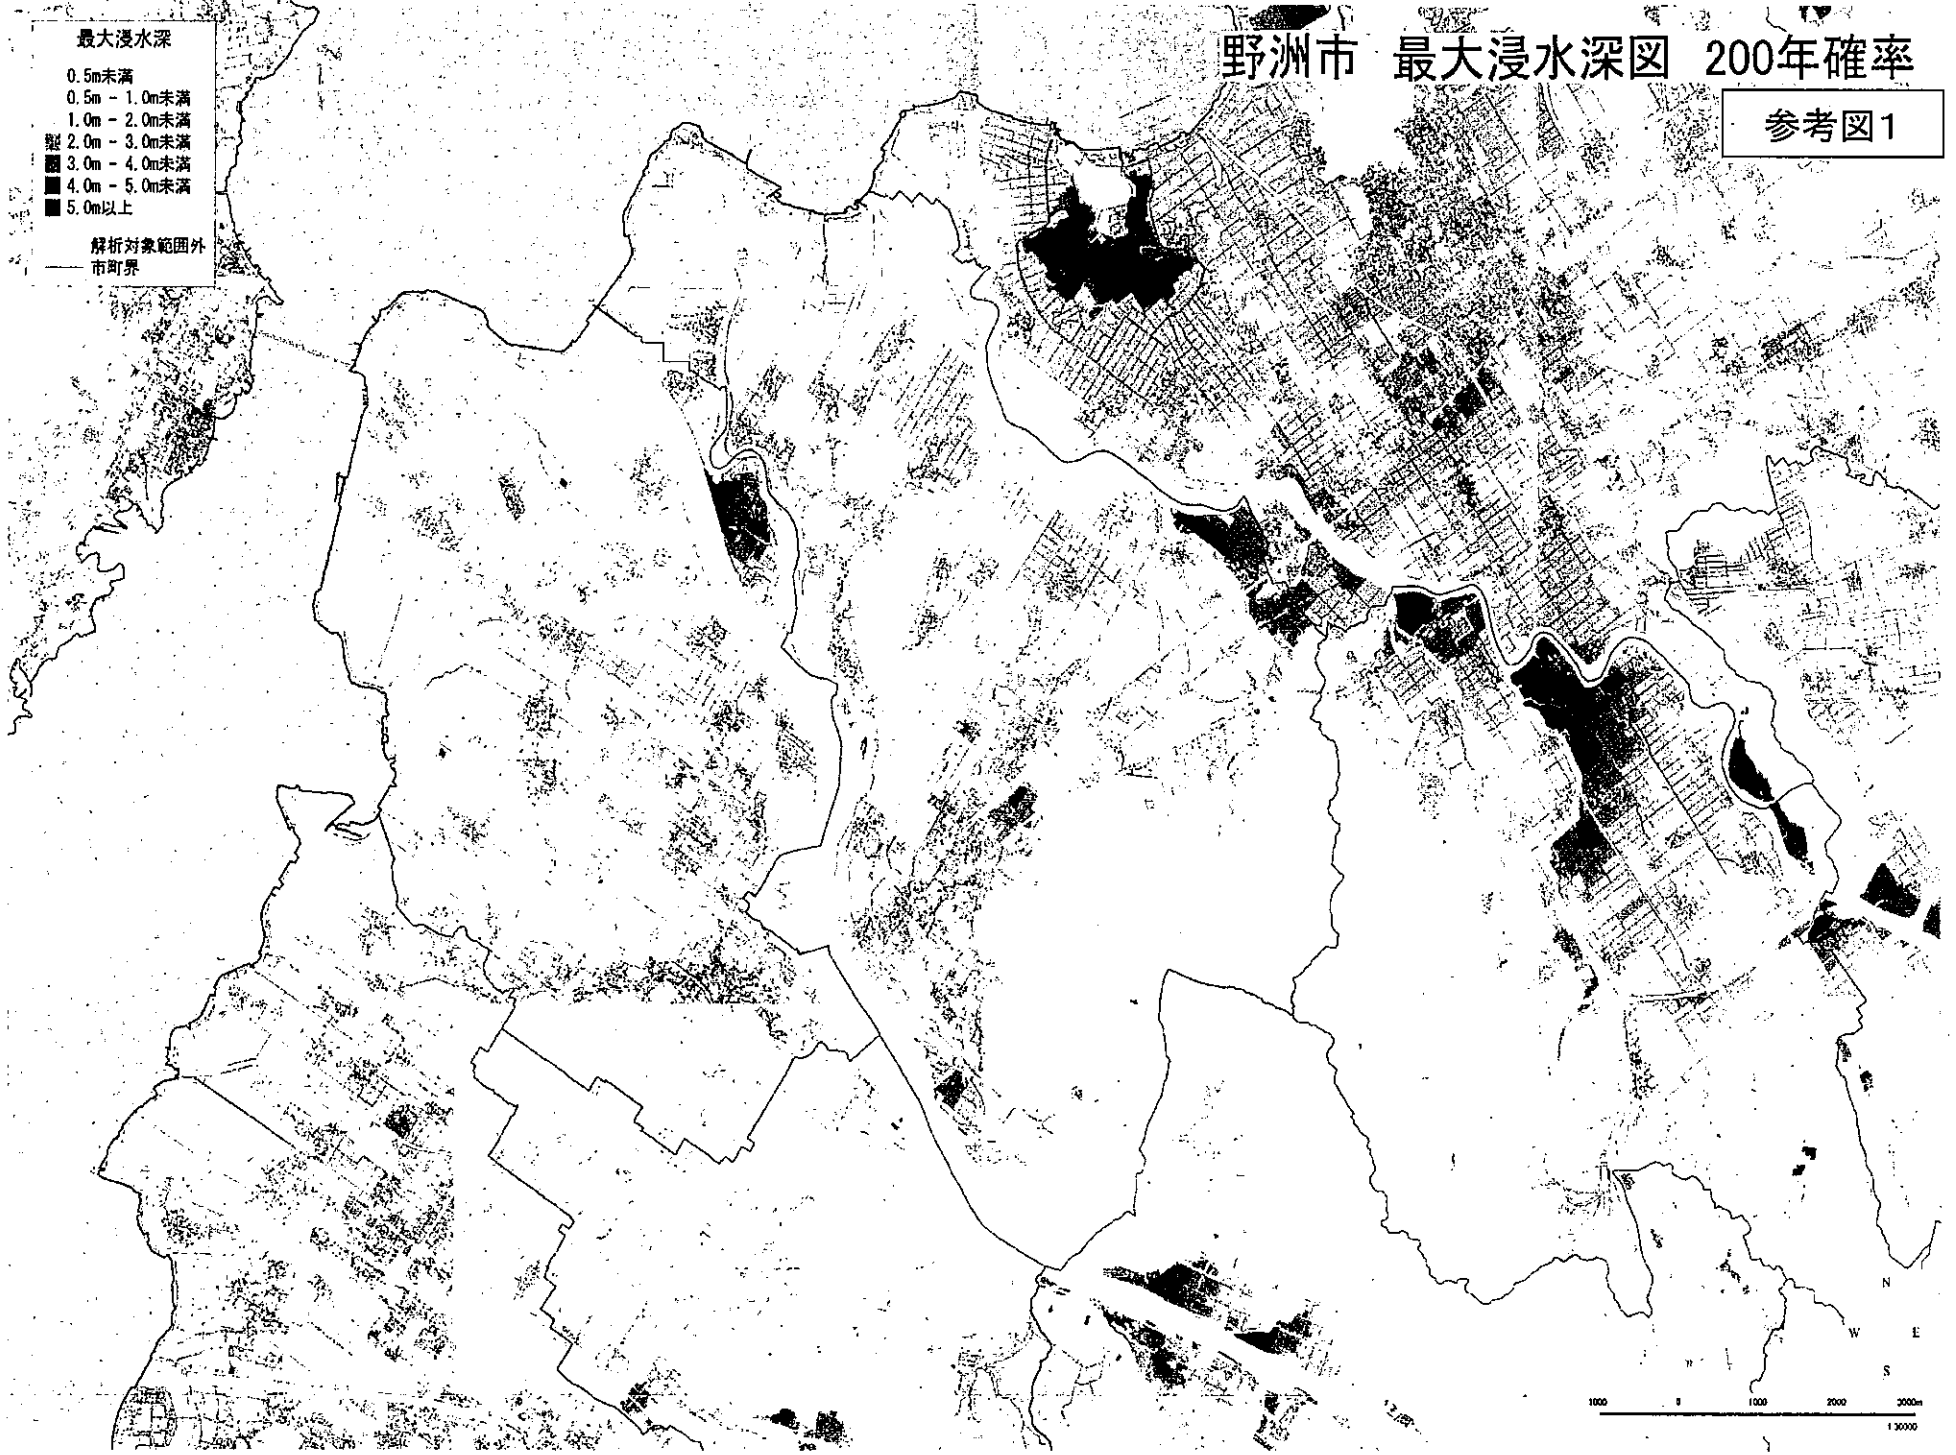 最大浸水深
0.5m未満
0.5m - 1.0m未満
1.0m - 2.0m未満
2.0m - 3.0m未満
3.0m - 4.0m未満
4.0m - 5.0m未満
5.0m以上
解析対象範囲外
市町界
野洲市 最大浸水深図 200年確率
参考図1
N
W E
S
1000 0 1000 2000 3000m
1:30000